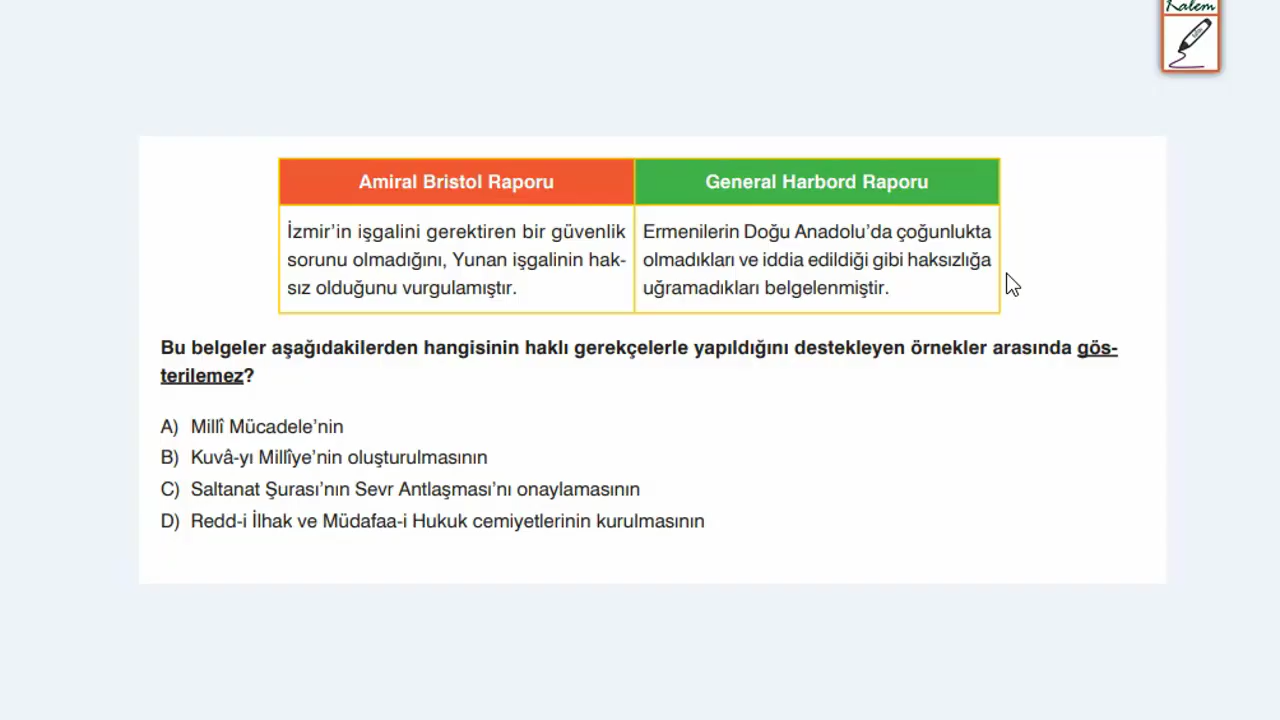 Kalem
Amiral Bristol Raporu
General Harbord Raporu
İzmir'in işgalini gerektiren bir güvenlik
sorunu olmadığını, Yunan işgalinin hak-
sız olduğunu vurgulamıştır.
Ermenilerin Doğu Anadolu'da çoğunlukta
olmadıkları ve iddia edildiği gibi haksızlığa
uğramadıkları belgelenmiştir.
Bu belgeler aşağıdakilerden hangisinin haklı gerekçelerle yapıldığını destekleyen örnekler arasında gös-
terilemez?
A) Millî Mücadele'nin
B) Kuvâ-yı Millîye'nin oluşturulmasının
C) Saltanat Şurası'nın Sevr Antlaşması'nı onaylamasının
D) Redd-i İlhak ve Müdafaa-i Hukuk cemiyetlerinin kurulmasının